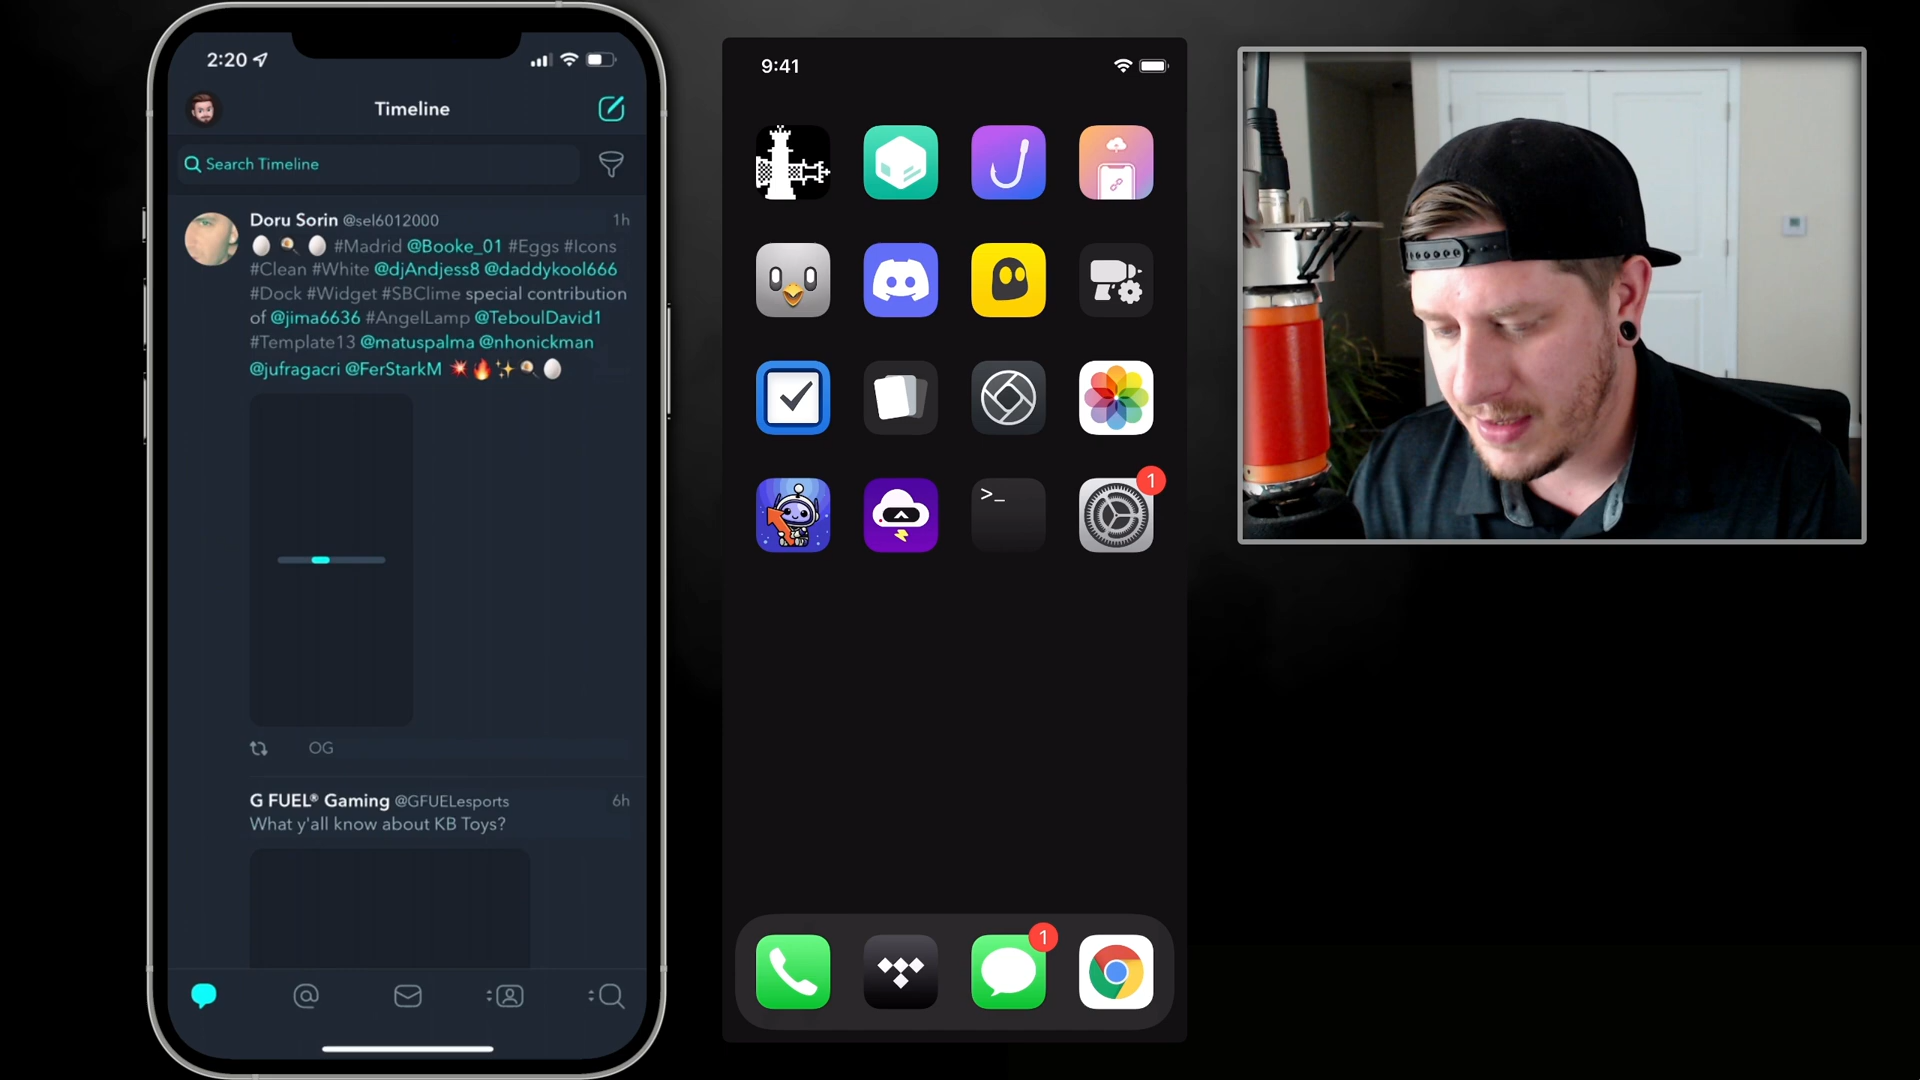 2:20
Timeline
Search Timeline
Doru Sorin @sel6012000 1h
#Madrid @Booke_01 #Eggs #Icons
#Clean #White @djAndjess8 @daddykool666
#Dock #Widget #SBClime special contribution
of @jima6636 #AngelLamp @TeboulDavid1
#Template13 @matuspalma @nhonickman
@jufragacri @FerStarkM
OG
G FUEL® Gaming @GFUELesports 6h
What y'all know about KB Toys?
9:41
>_
1
1